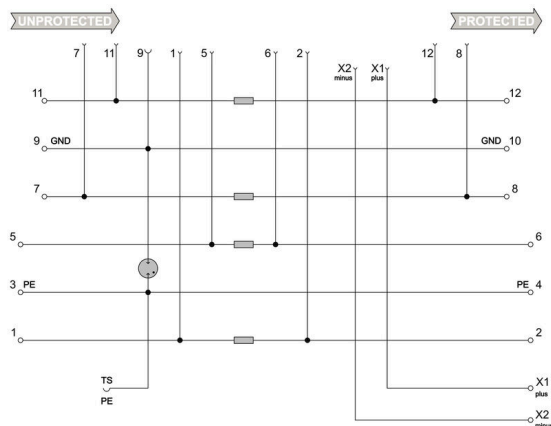 UNPROTECTED PROTECTED
7 11 9 1 5 6 2 12 8
X2 X1
minus plus
11 12
9 GND GND 10
7 8
5 6
3 PE PE 4
1 2
TS X1
plus
PE
X2
minus